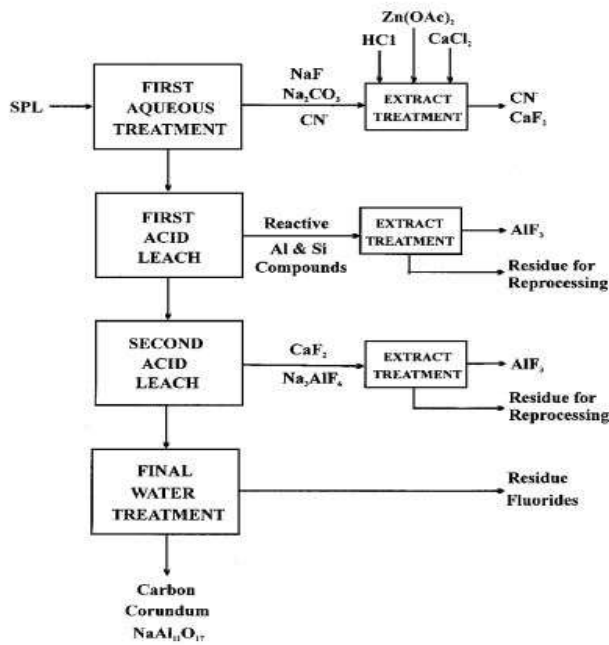 Zn(OAc)₂
HCl
CaCl₂
SPL
FIRST
AQUEOUS
TREATMENT
NaF
Na₂CO₃
CN⁻
EXTRACT
TREATMENT
CN⁻
CaF₂
FIRST
ACID
LEACH
Reactive
Al & Si
Compounds
EXTRACT
TREATMENT
AlF₃
Residue for
Reprocessing
SECOND
ACID
LEACH
CaF₂
Na₃AlF₆
EXTRACT
TREATMENT
AlF₃
Residue for
Reprocessing
FINAL
WATER
TREATMENT
Residue
Fluorides
Carbon
Corundum
NaAl₁₁O₁₇